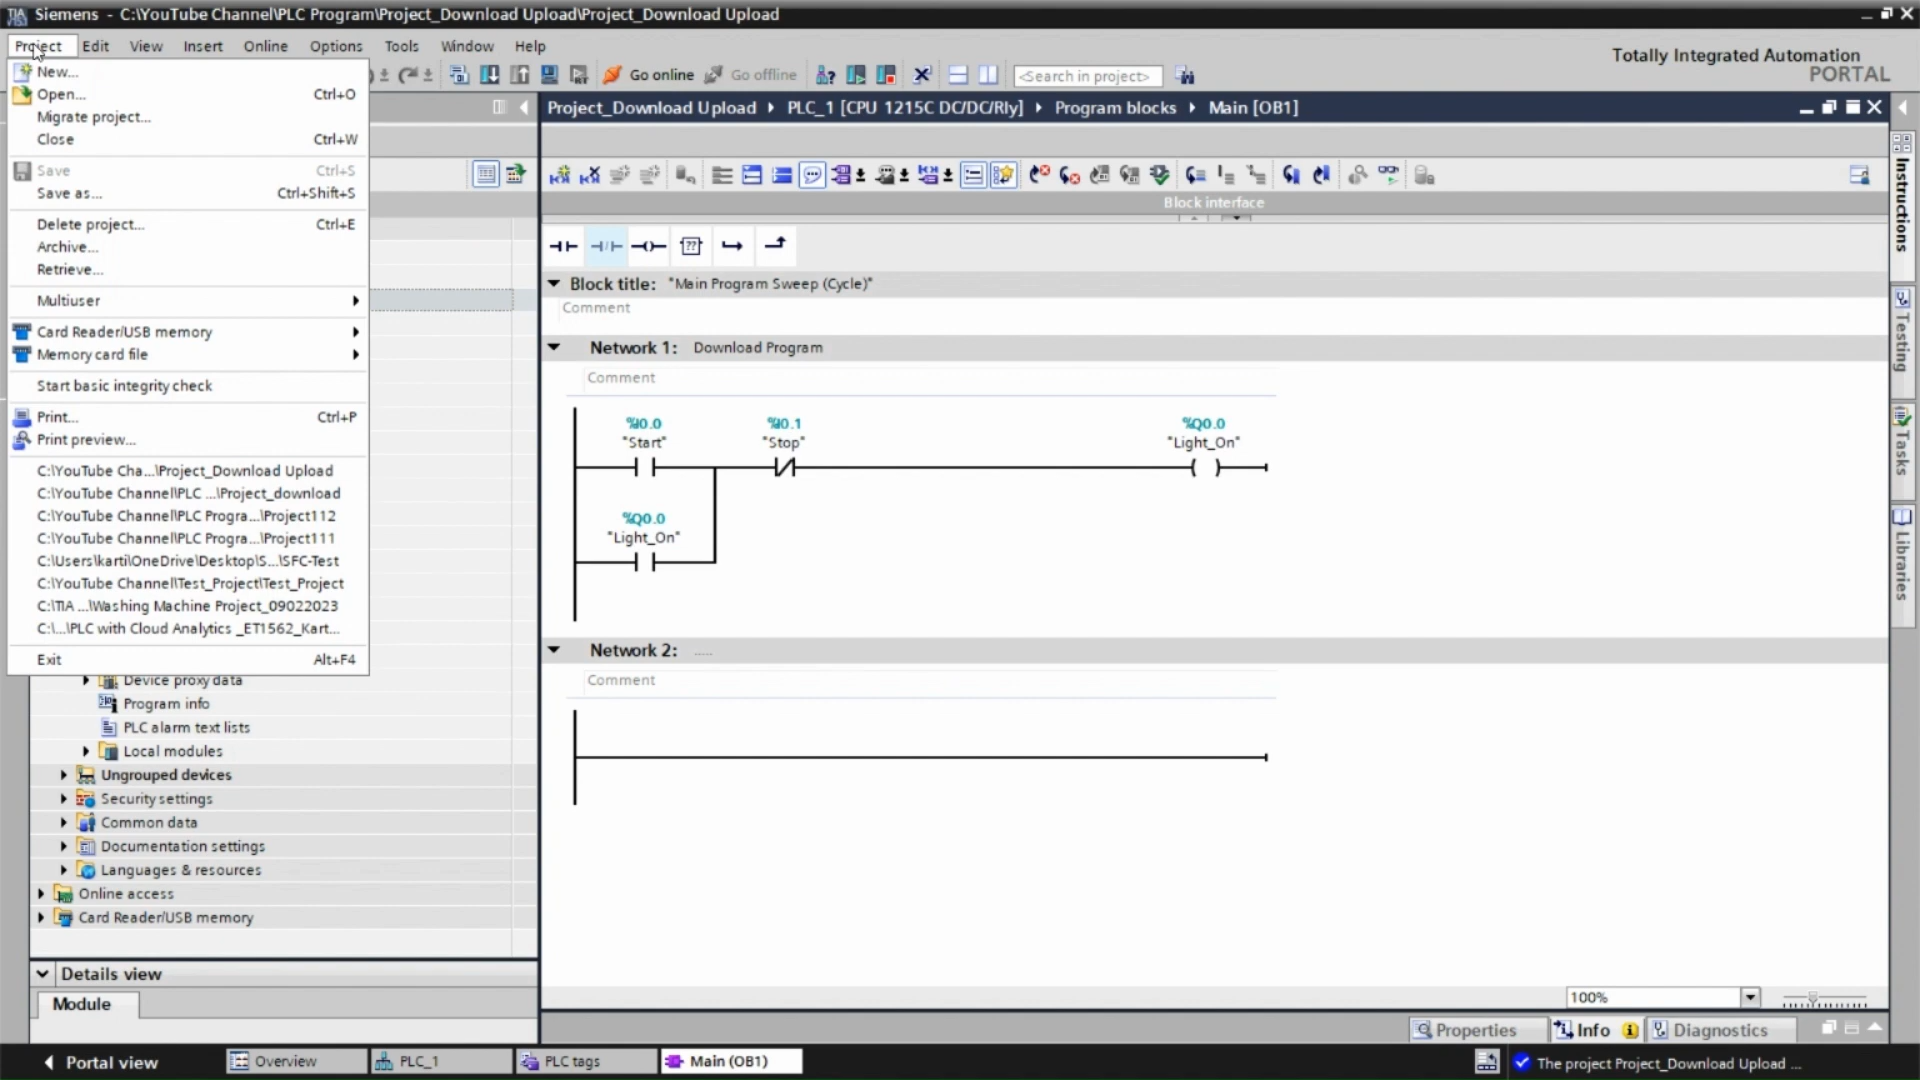 Siemens - C:\YouTube Channel\PLC Program\Project_Download Upload\Project_Download Upload
Project Edit View Insert Online Options Tools Window Help
Totally Integrated Automation
PORTAL
New...
Open... Ctrl+O
Migrate project...
Close Ctrl+W
Save Ctrl+S
Save as... Ctrl+Shift+S
Delete project... Ctrl+E
Archive...
Retrieve...
Multiuser
Card Reader/USB memory
Memory card file
Start basic integrity check
Print... Ctrl+P
Print preview...
C:\YouTube Cha...\Project_Download Upload
C:\YouTube Channel\PLC ...\Project_download
C:\YouTube Channel\PLC Progra...\Project112
C:\YouTube Channel\PLC Progra...\Project111
C:\Users\karti\OneDrive\Desktop\S...\SFC-Test
C:\YouTube Channel\Test_Project\Test_Project
C:\TIA ...\Washing Machine Project_09022023
C:\...\PLC with Cloud Analytics _ET1562_Kart...
Exit Alt+F4
Go online Go offline <Search in project>
Project_Download Upload PLC_1 [CPU 1215C DC/DC/Rly] Program blocks Main [OB1]
Block interface
??
Block title: "Main Program Sweep (Cycle)"
Comment
Network 1: Download Program
Comment
%I0.0 %I0.1 %Q0.0
"Start" "Stop" "Light_On"
%Q0.0
"Light_On"
Network 2: .....
Comment
Device proxy data
Program info
PLC alarm text lists
Local modules
Ungrouped devices
Security settings
Common data
Documentation settings
Languages & resources
Online access
Card Reader/USB memory
Details view
Module
100%
Properties Info Diagnostics
Instructions
Testing
Tasks
Libraries
Portal view Overview PLC_1 PLC tags Main (OB1) The project Project_Download Upload ...